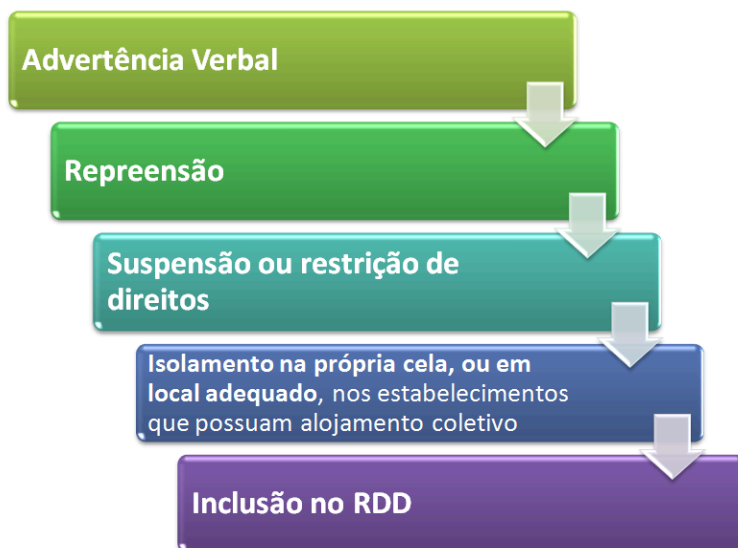 Advertência Verbal
Repreensão
Suspensão ou restrição de
direitos
Isolamento na própria cela, ou em
local adequado, nos estabelecimentos
que possuam alojamento coletivo
Inclusão no RDD